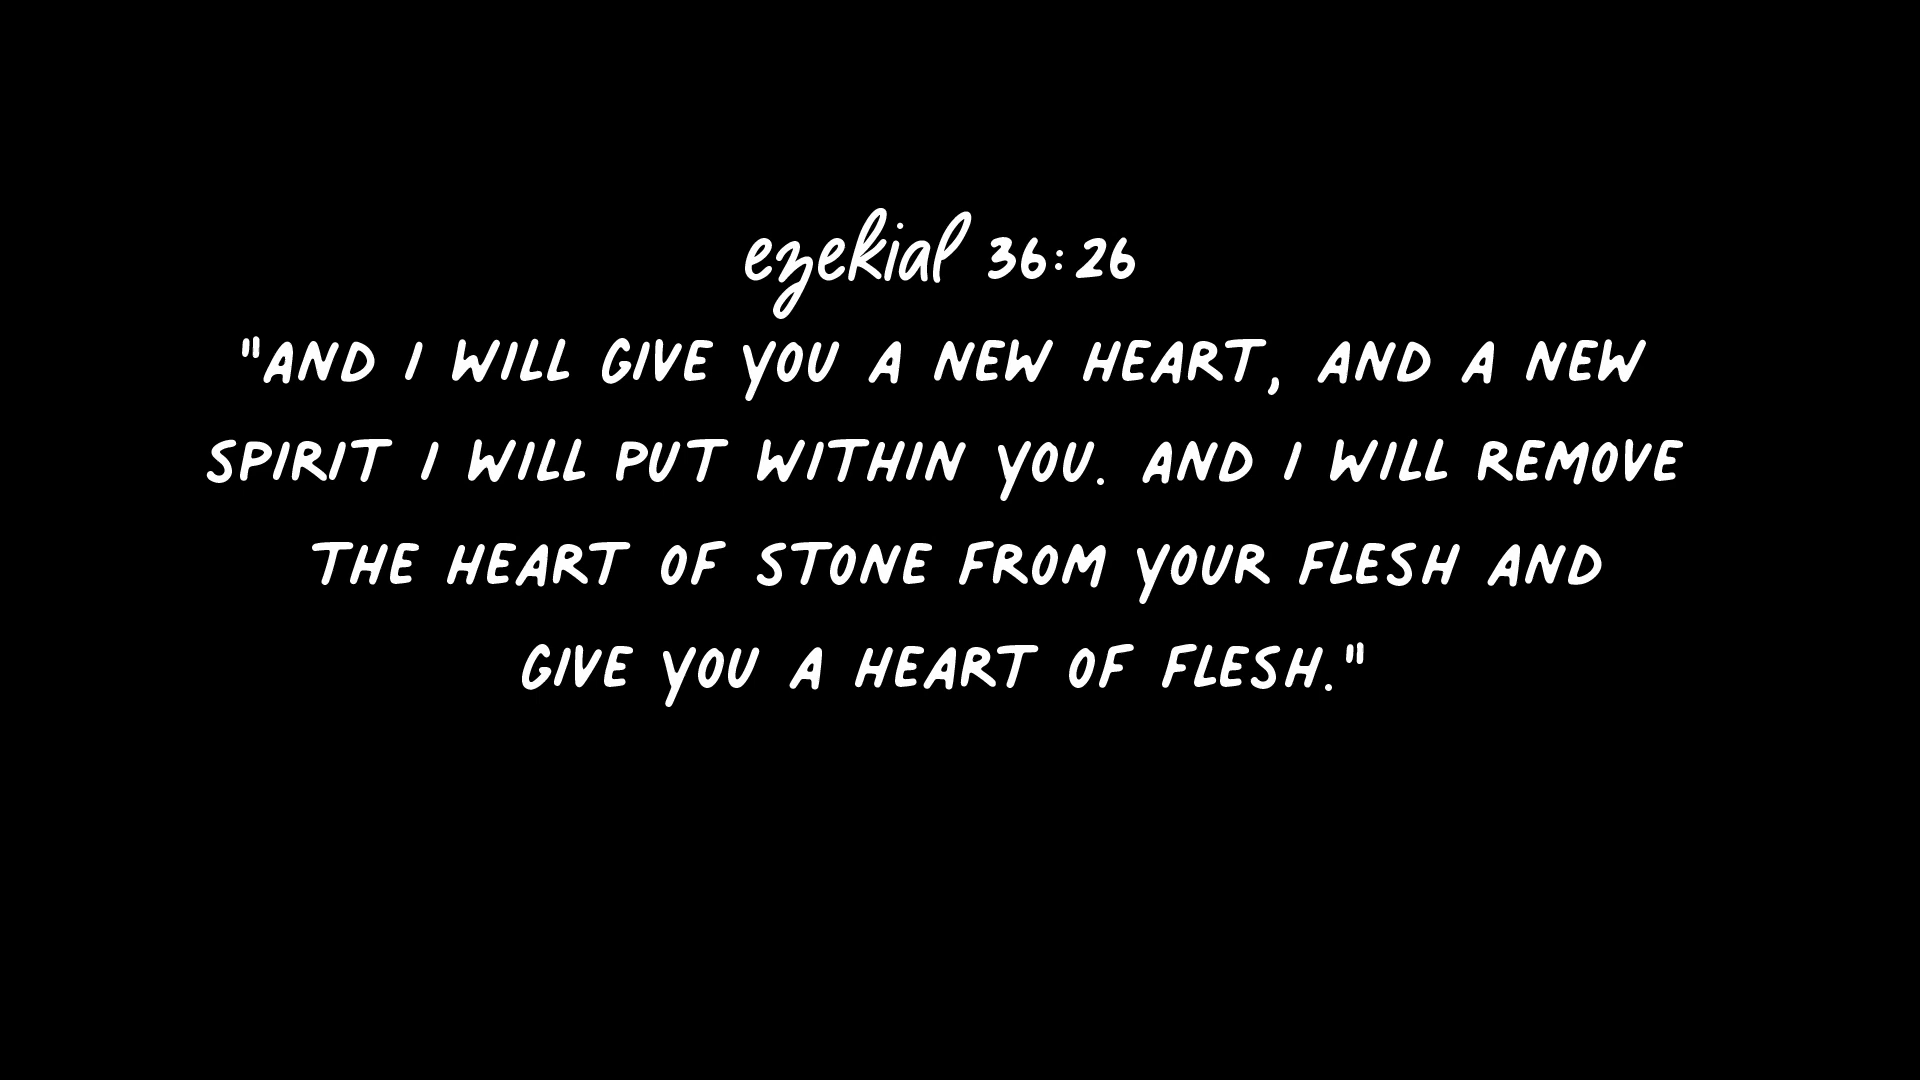 ezekial 36:26
"AND I WILL GIVE YOU A NEW HEART, AND A NEW
SPIRIT I WILL PUT WITHIN YOU. AND I WILL REMOVE
THE HEART OF STONE FROM YOUR FLESH AND
GIVE YOU A HEART OF FLESH."